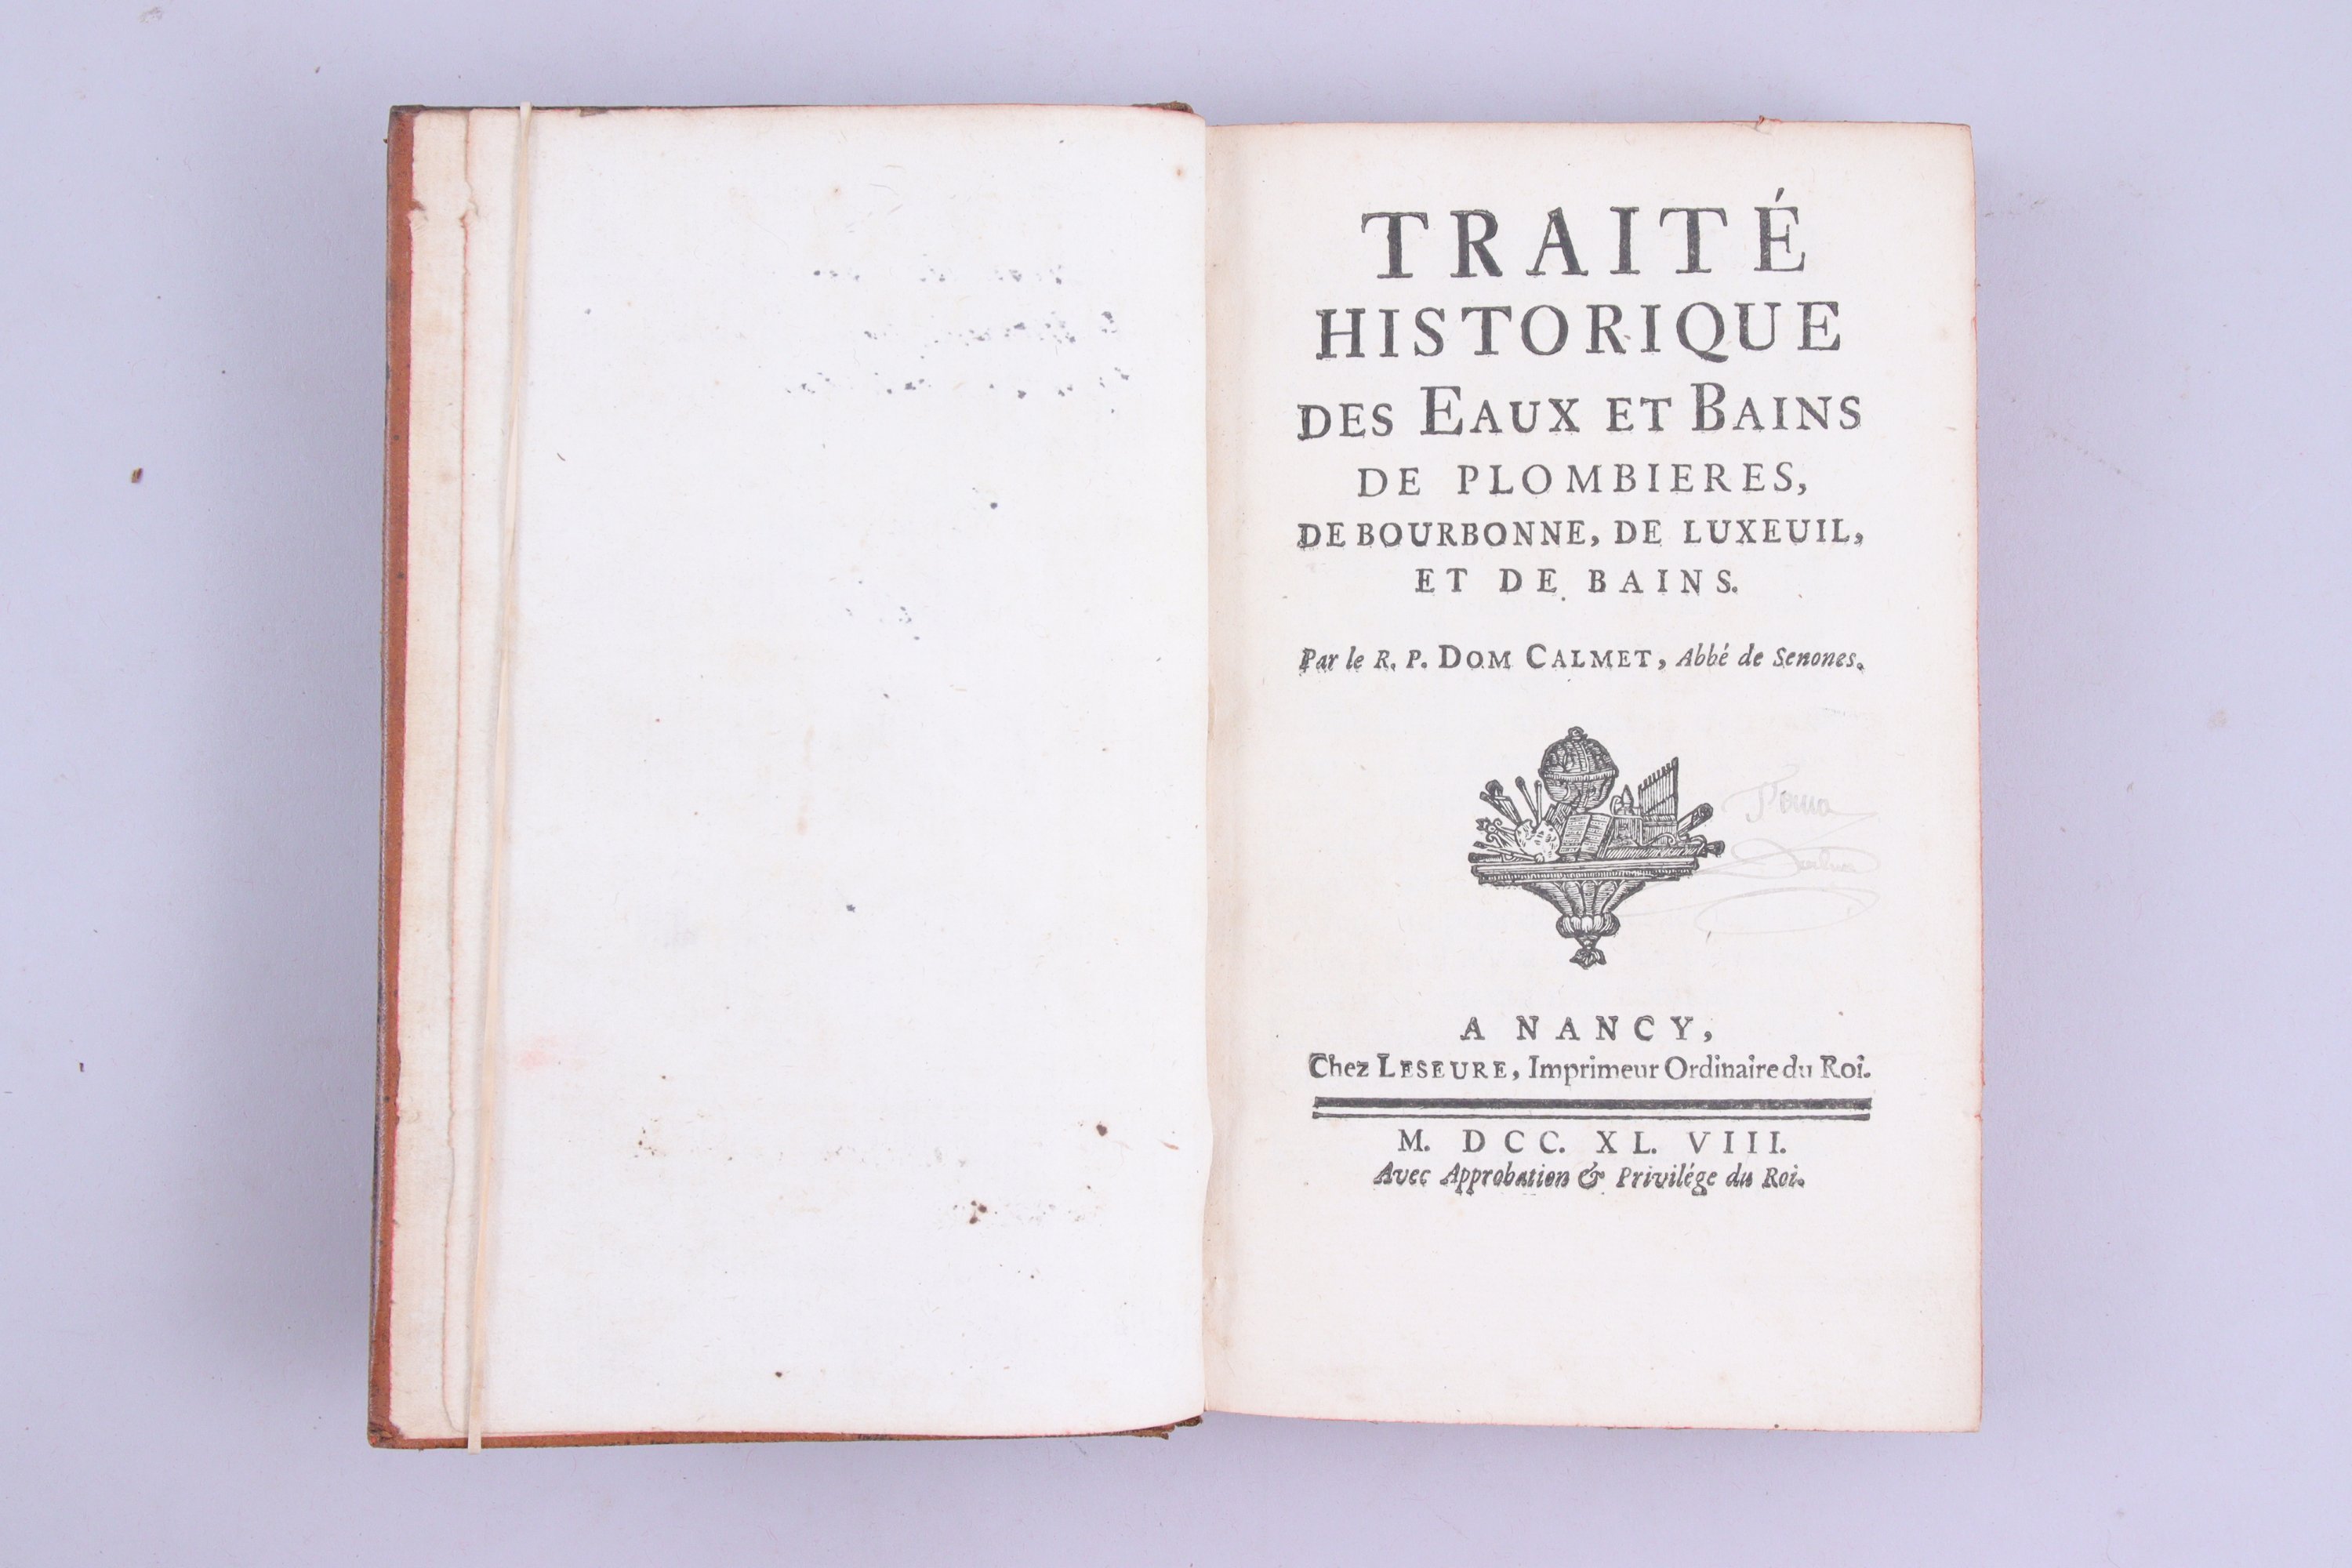 TRAITÉ
HISTORIQUE
DES EAUX ET BAINS
DE PLOMBIERES,
DE BOURBONNE, DE LUXEUIL,
ET DE BAINS.
Par le R. P. DOM CALMET, Abbé de Senones.
A NANCY,
Chez LESEURE, Imprimeur Ordinaire du Roi.
M. DCC. XL. VIII.
Avec Approbation & Privilége du Roi.